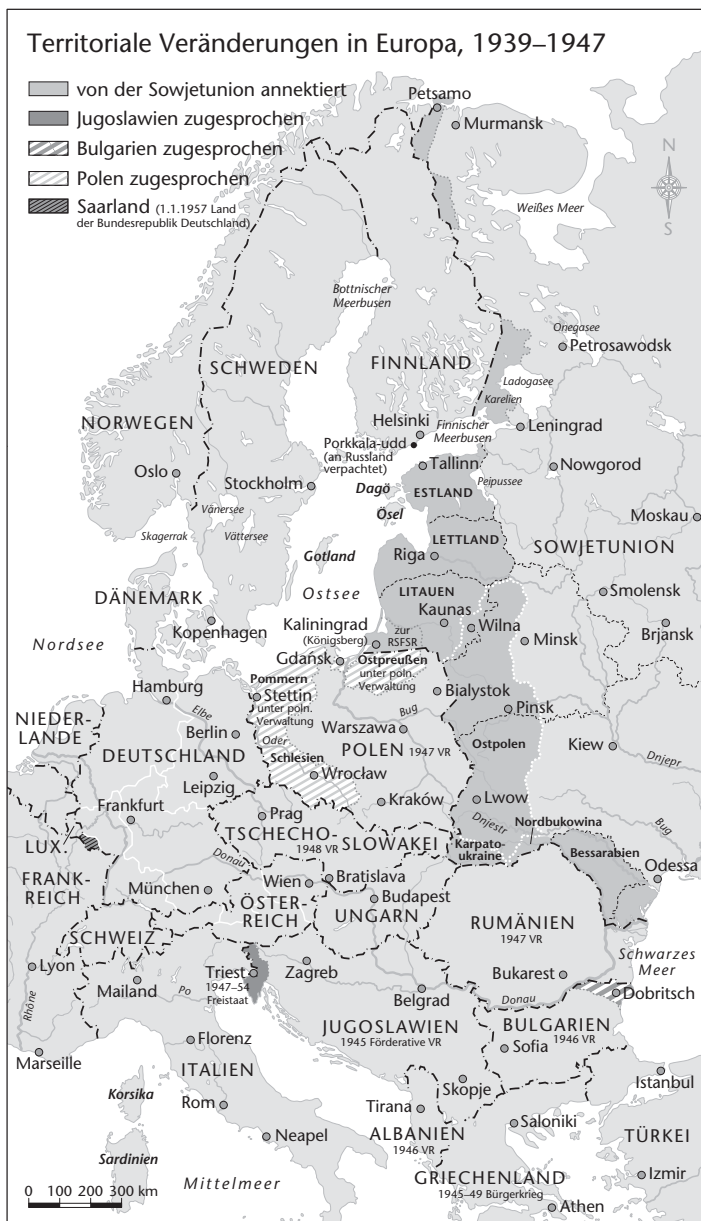 Territoriale Veränderungen in Europa, 1939–1947
von der Sowjetunion annektiert
Jugoslawien zugesprochen
Bulgarien zugesprochen
Polen zugesprochen
Saarland (1.1.1957 Land
der Bundesrepublik Deutschland)
Petsamo
Murmansk
N
S
Weißes Meer
Bottnischer
Meerbusen
Onegasee
Petrosawodsk
SCHWEDEN
FINNLAND
Ladogasee
Karelien
NORWEGEN
Helsinki
Finnischer
Meerbusen
Leningrad
Porkkala-udd
(an Russland
verpachtet)
Oslo
Stockholm
Tallinn
Nowgorod
Dagö
ESTLAND
Peipussee
Vänersee
Ösel
Moskau
Skagerrak
Vättersee
LETTLAND
Gotland
Riga
SOWJETUNION
Ostsee
LITAUEN
Smolensk
DÄNEMARK
Kaunas
Kopenhagen
Kaliningrad
(Königsberg)
zur
RSFSR
Wilna
Minsk
Brjansk
Nordsee
Gdańsk
Ostpreußen
unter poln.
Verwaltung
Pommern
Hamburg
Stettin
unter poln.
Verwaltung
Bialystok
Pinsk
NIEDER-
LANDE
Elbe
Bug
Berlin
Oder
Warszawa
Ostpolen
DEUTSCHLAND
POLEN 1947 VR
Kiew
Schlesien
Dnjepr
Leipzig
Wrocław
Frankfurt
Kraków
Lwow
Prag
Dnjestr
Nordbukowina
LUX.
TSCHECHO-
SLOWAKEI
1948 VR
Karpato-
ukraine
Bug
Donau
Bessarabien
FRANK-
REICH
Odessa
München
Wien
Bratislava
ÖSTER-
REICH
Budapest
UNGARN
RUMÄNIEN
1947 VR
SCHWEIZ
Schwarzes
Meer
Lyon
Triest
1947–54
Freistaat
Zagreb
Mailand
Bukarest
Po
Rhône
Belgrad
Donau
Dobritsch
JUGOSLAWIEN
1945 Förderative VR
BULGARIEN
1946 VR
Florenz
Sofia
Marseille
ITALIEN
Istanbul
Korsika
Skopje
Rom
Tirana
Saloniki
ALBANIEN
1946 VR
Neapel
TÜRKEI
Sardinien
GRIECHENLAND
1945–49 Bürgerkrieg
Izmir
Mittelmeer
0 100 200 300 km
Athen